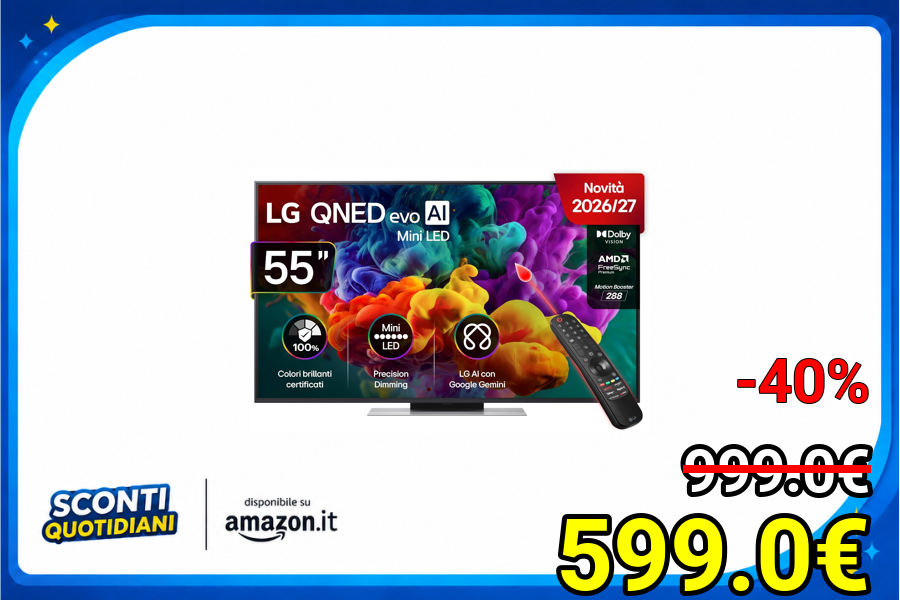 Novità
2026/27
LG QNED evo AI
Mini LED
Dolby
VISION
55”
AMD
FreeSync
Premium
Motion Booster
288
100%
Mini
LED
Colori brillanti
certificati
Precision
Dimming
LG AI con
Google Gemini
-40%
999.0€
SCONTI
QUOTIDIANI
disponibile su
amazon.it
599.0€